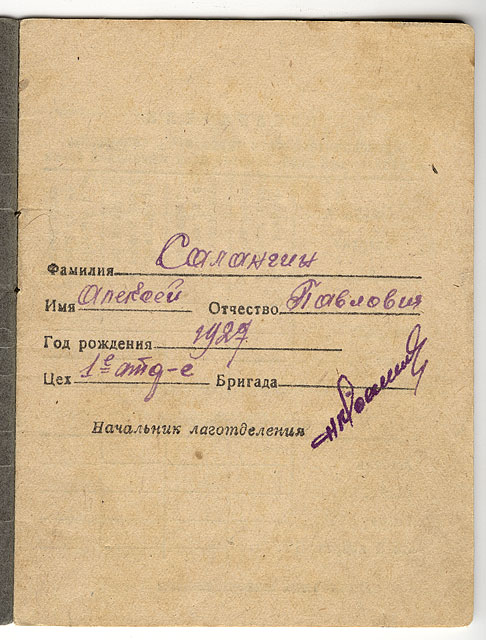 Фамилия Салангин
Имя Алексей Отчество Павлович
Год рождения 1927
Цех 1е отд-е Бригада
Начальник лаготделения